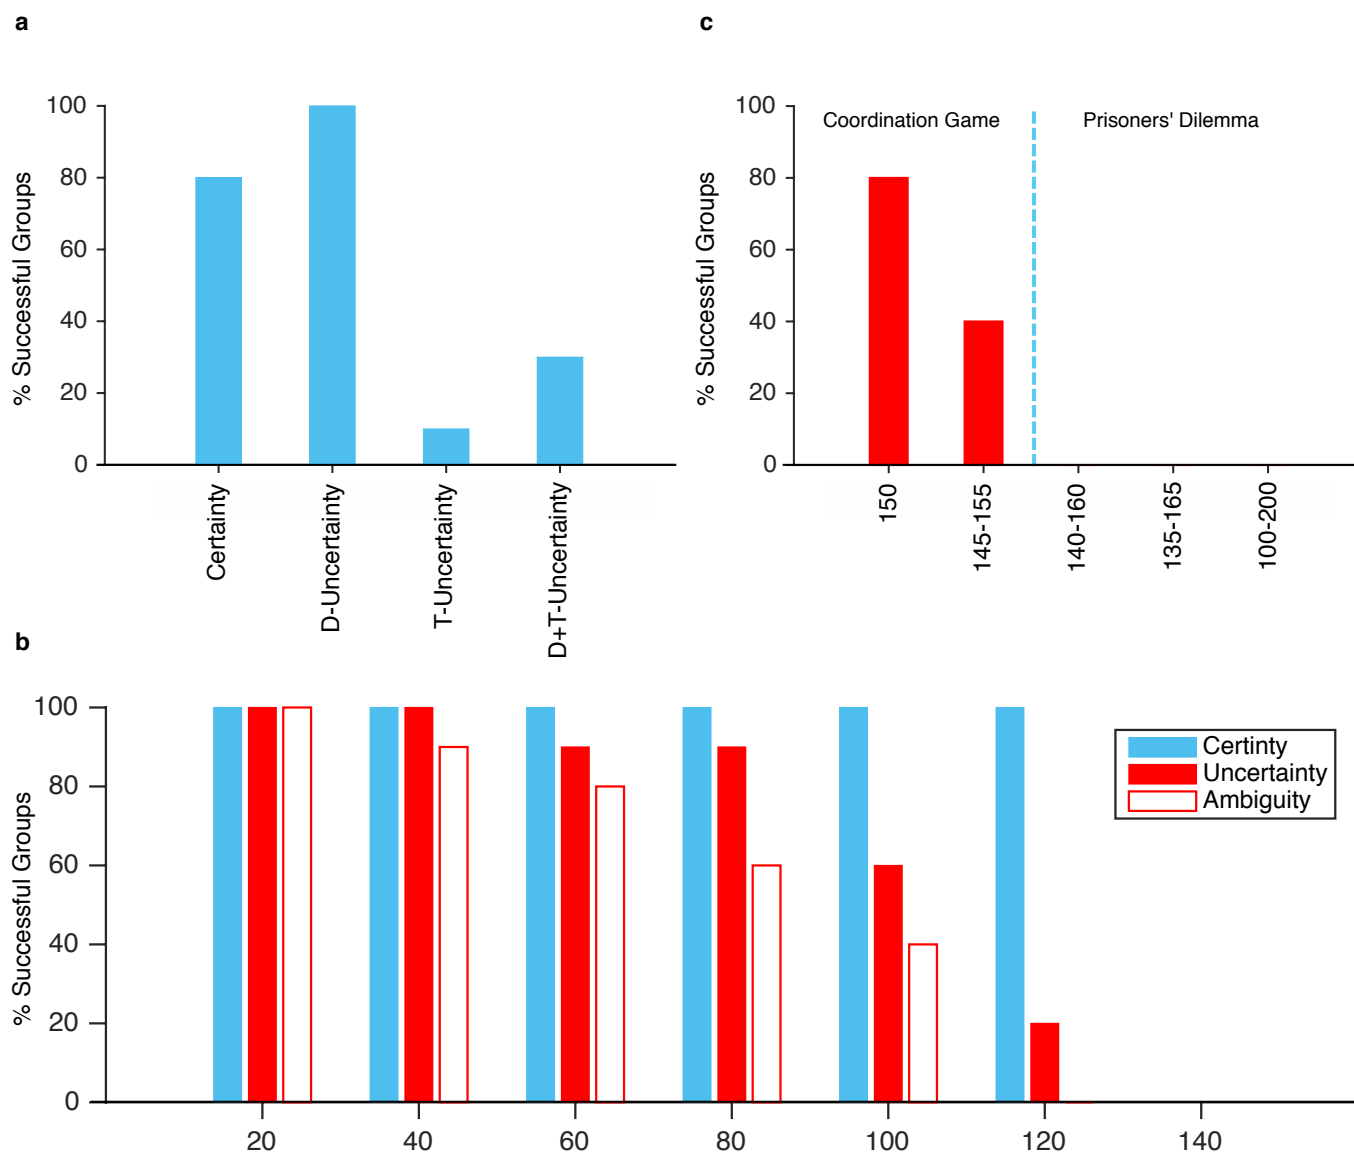 a
% Successful Groups
100
80
60
40
20
0
Certainty
D-Uncertainty
T-Uncertainty
D+T-Uncertainty
c
% Successful Groups
100
80
60
40
20
0
Coordination Game
Prisoners' Dilemma
150
145-155
140-160
135-165
100-200
b
% Successful Groups
100
80
60
40
20
0
20
40
60
80
100
120
140
Certinty
Uncertainty
Ambiguity